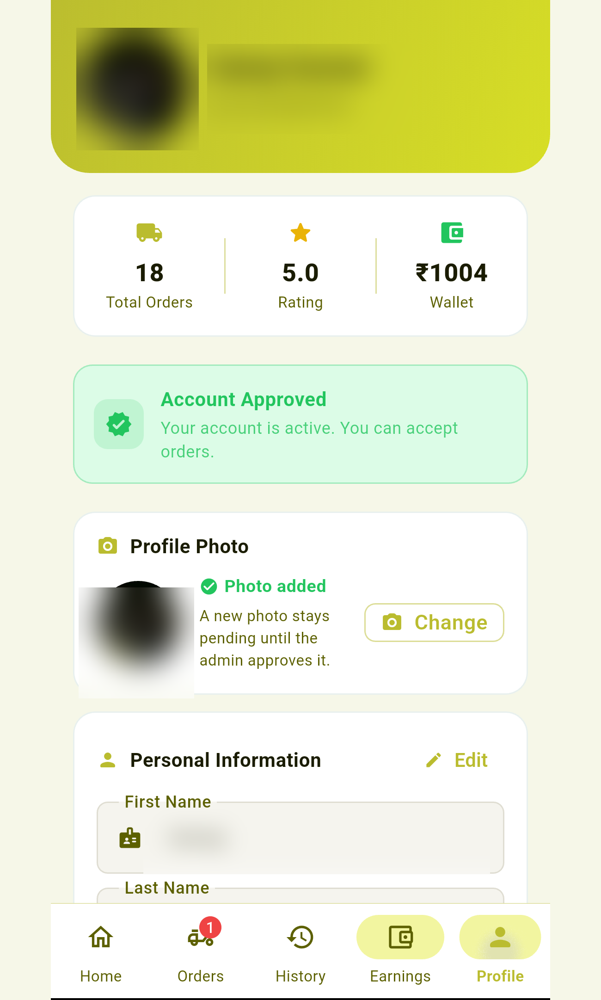 18
Total Orders
5.0
Rating
₹1004
Wallet
Account Approved
Your account is active. You can accept
orders.
Profile Photo
Photo added
A new photo stays
pending until the
admin approves it.
Change
Personal Information
Edit
First Name
Last Name
1
Home
Orders
History
Earnings
Profile